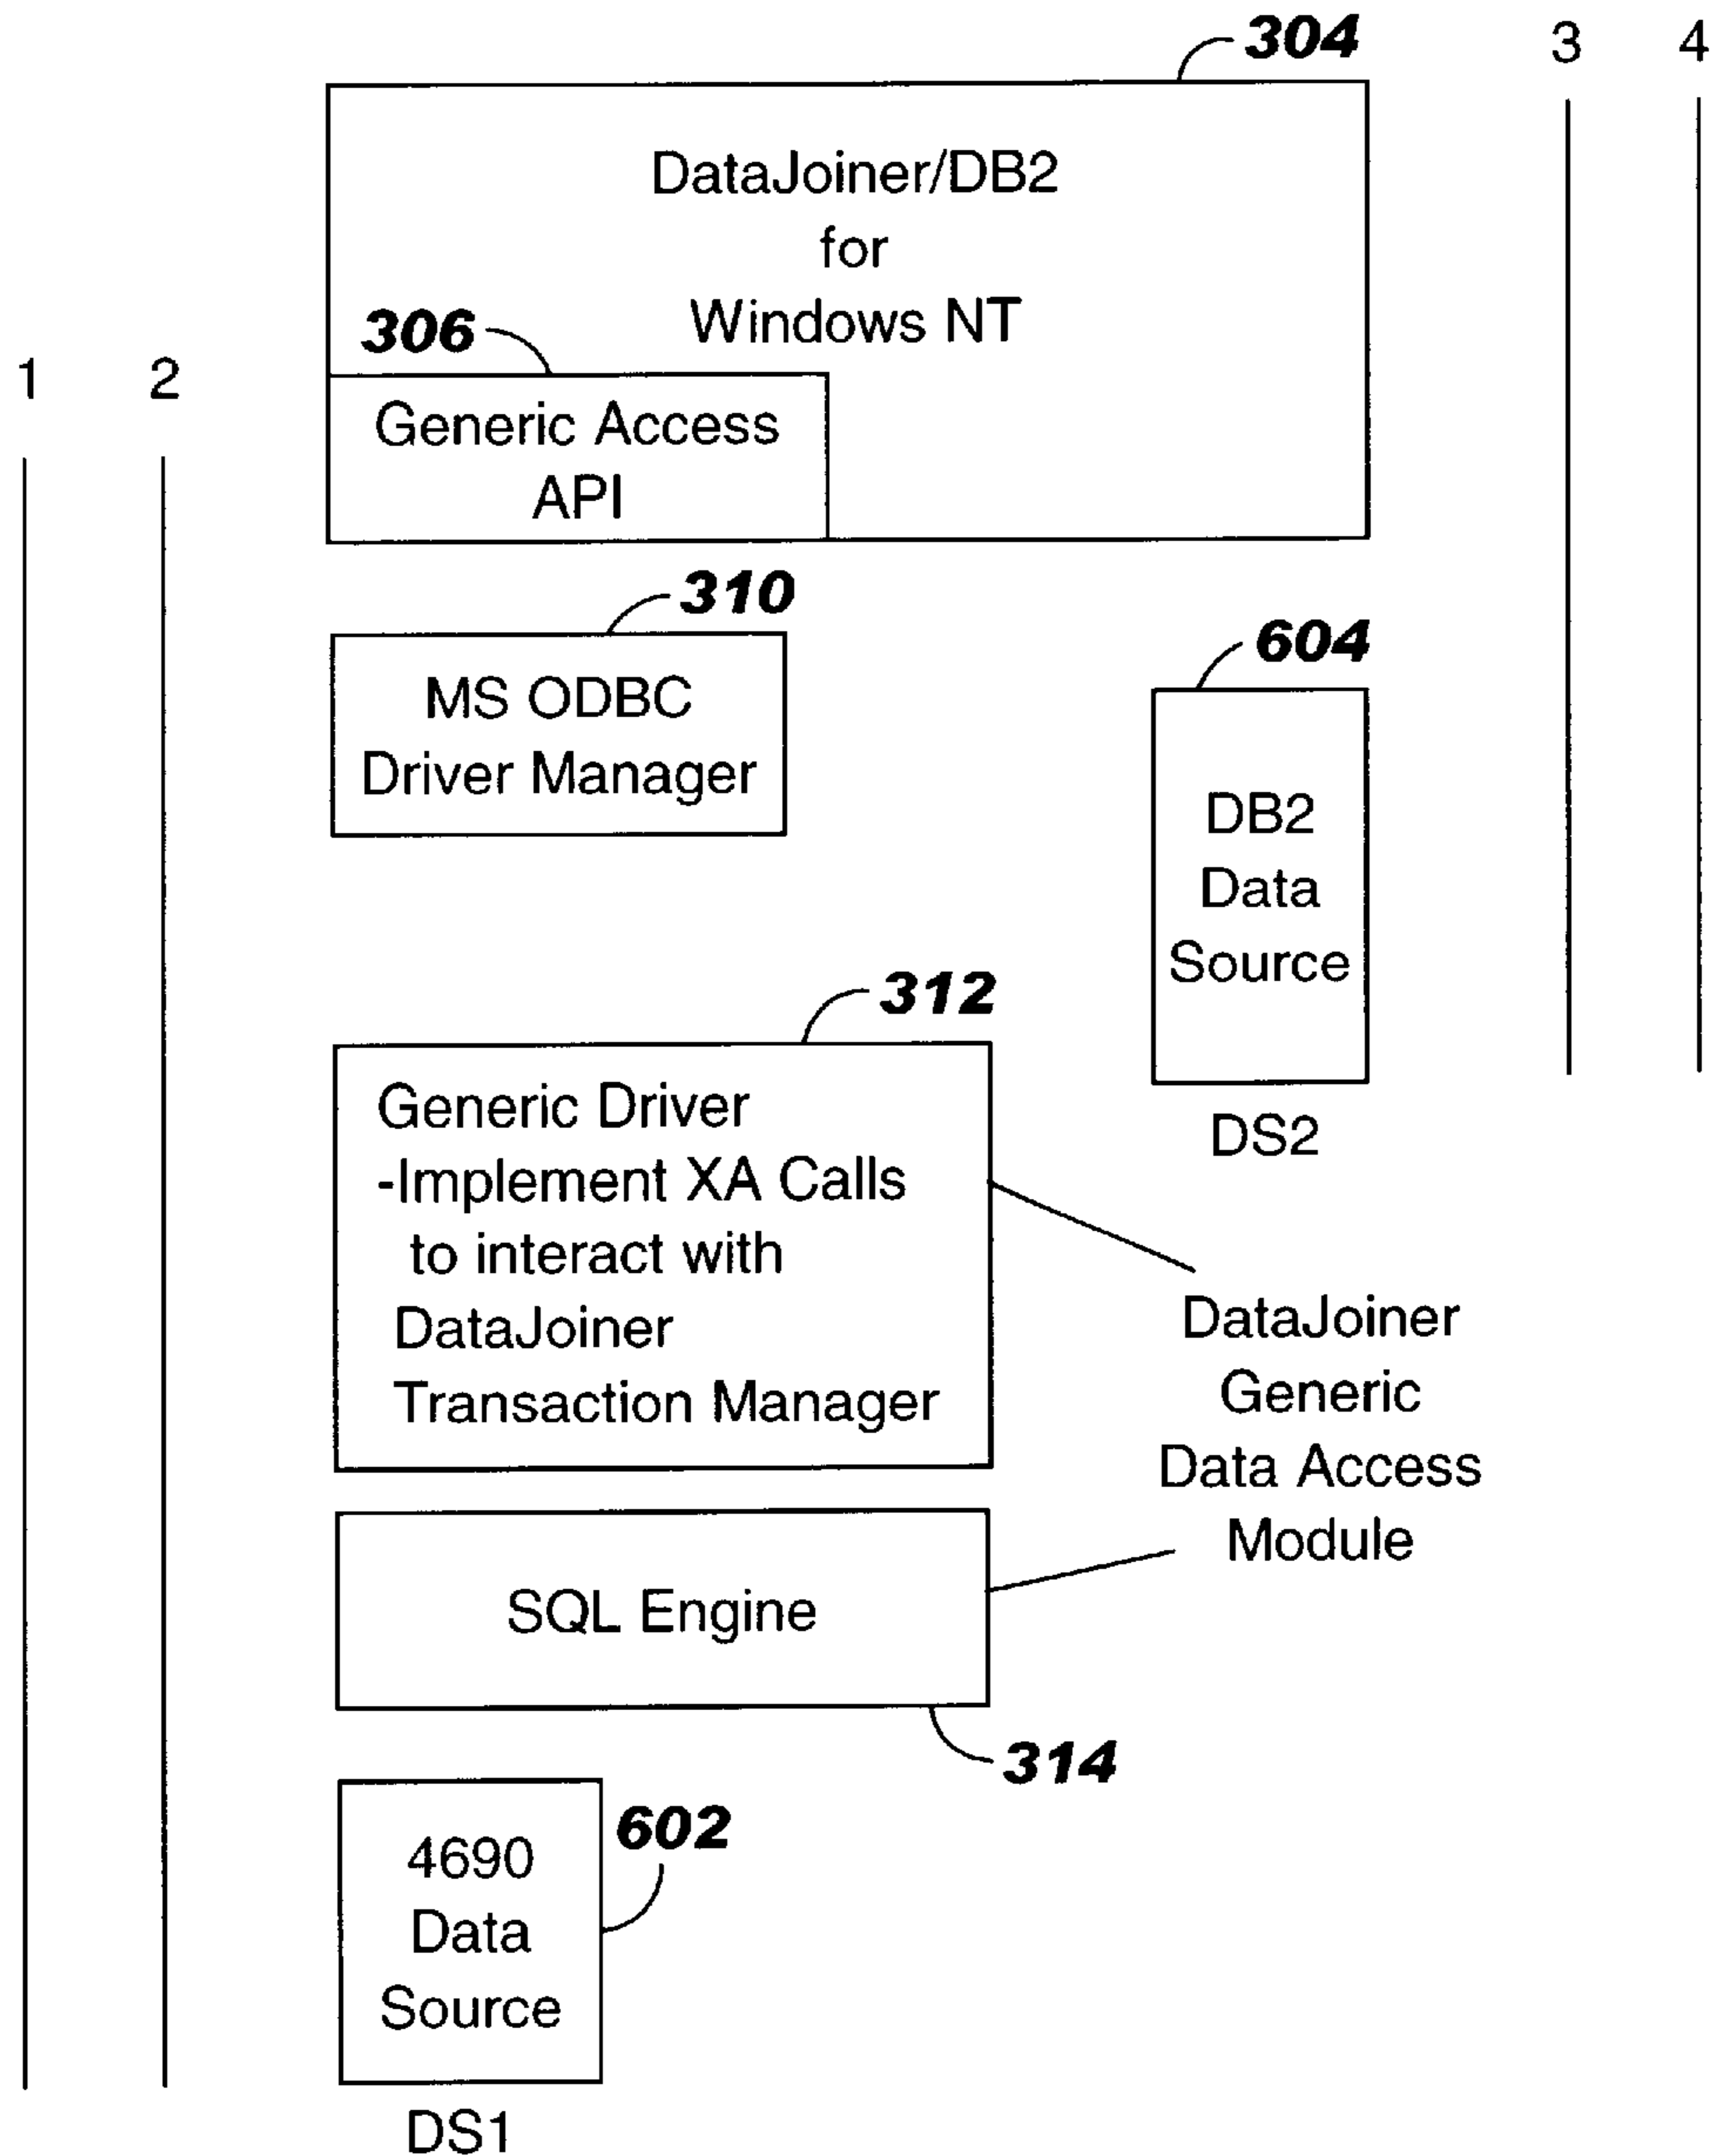 304
3
4
DataJoiner/DB2
for
Windows NT
306
1
2
Generic Access
API
310
MS ODBC
Driver Manager
604
DB2
Data
Source
DS2
312
Generic Driver
-Implement XA Calls
to interact with
DataJoiner
Transaction Manager
DataJoiner
Generic
Data Access
Module
SQL Engine
314
4690
Data
Source
602
DS1